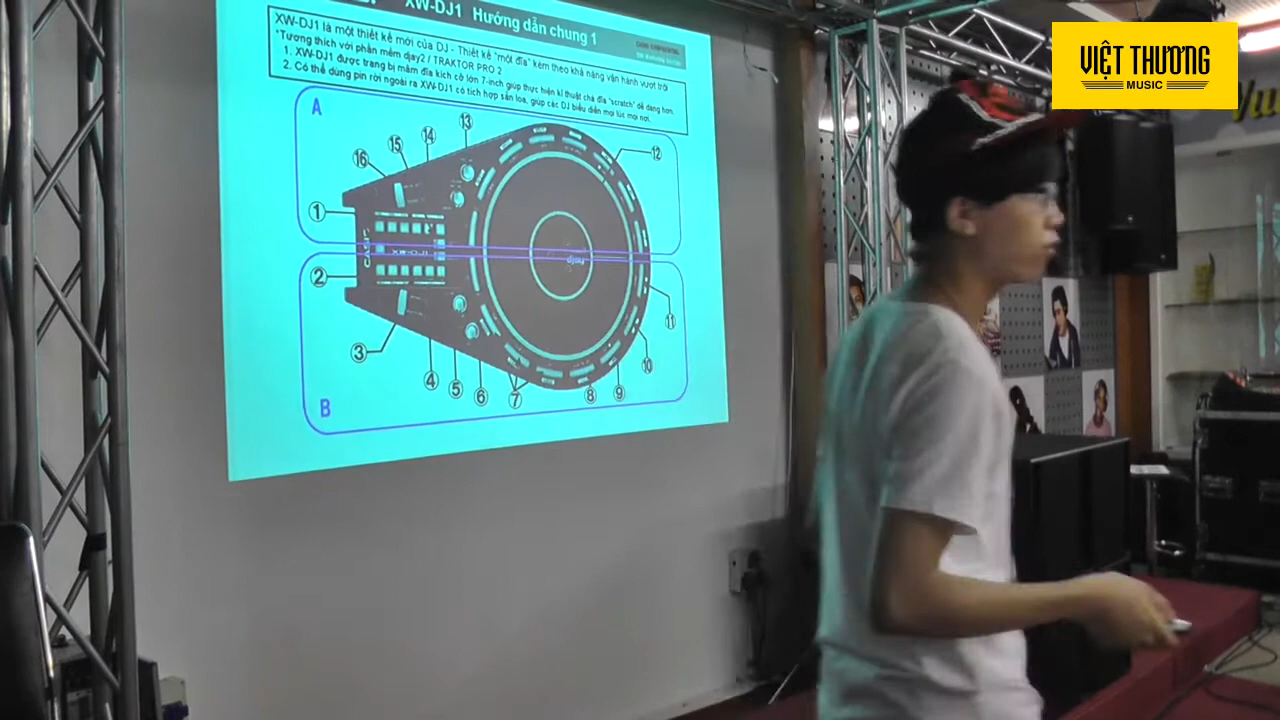 XW-DJ1 Hướng dẫn chung 1
XW-DJ1 là một thiết kế mới của DJ - Thiết kế "một đĩa" kèm theo khả năng vận hành vượt trội
*Tương thích với phần mềm djay2 / TRAKTOR PRO 2
1. XW-DJ1 được trang bị mâm đĩa kích cỡ lớn 7-inch giúp thực hiện kĩ thuật chà đĩa "scratch" dễ dàng hơn.
2. Có thể dùng pin rời ngoài ra XW-DJ1 có tích hợp sẵn loa, giúp các DJ biểu diễn mọi lúc mọi nơi.
A
13
14
15
16
12
1
XW-DJ1
djay
2
11
3
10
4
5
6
7
8
9
B
VIỆT THƯƠNG
MUSIC